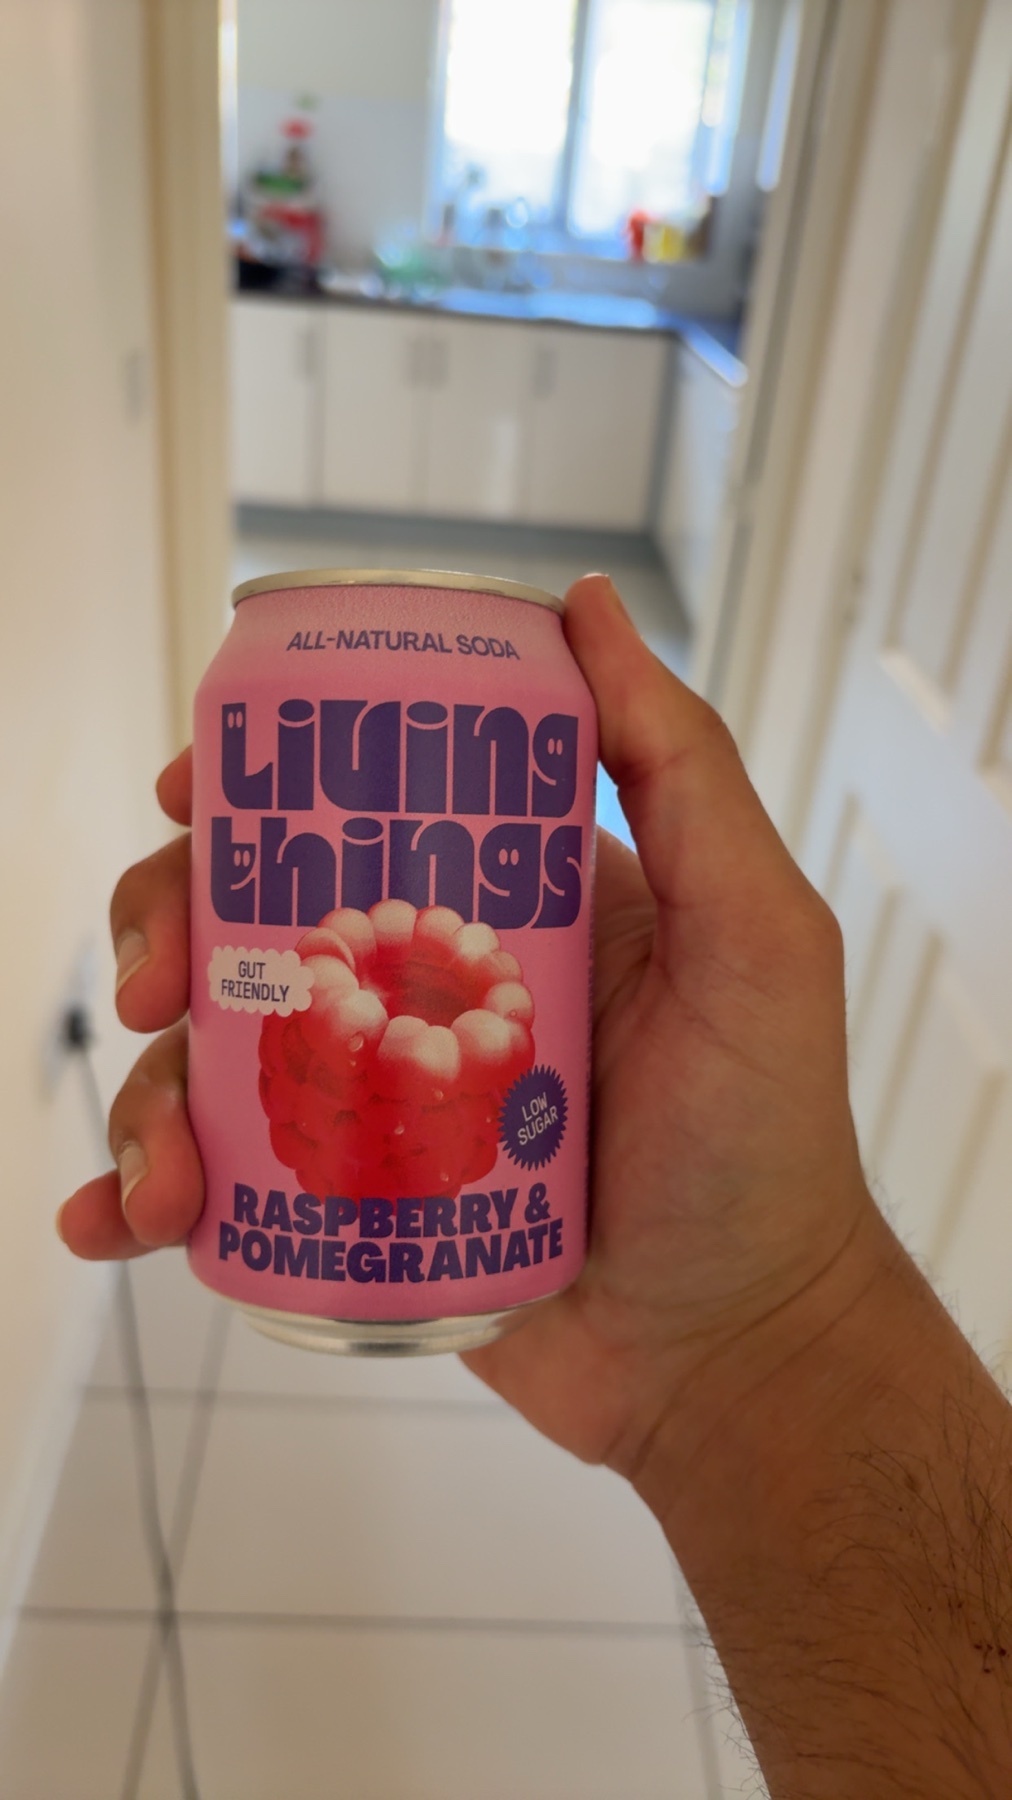 ALL-NATURAL SODA
Living
things
GUT
FRIENDLY
LOW
SUGAR
RASPBERRY &
POMEGRANATE